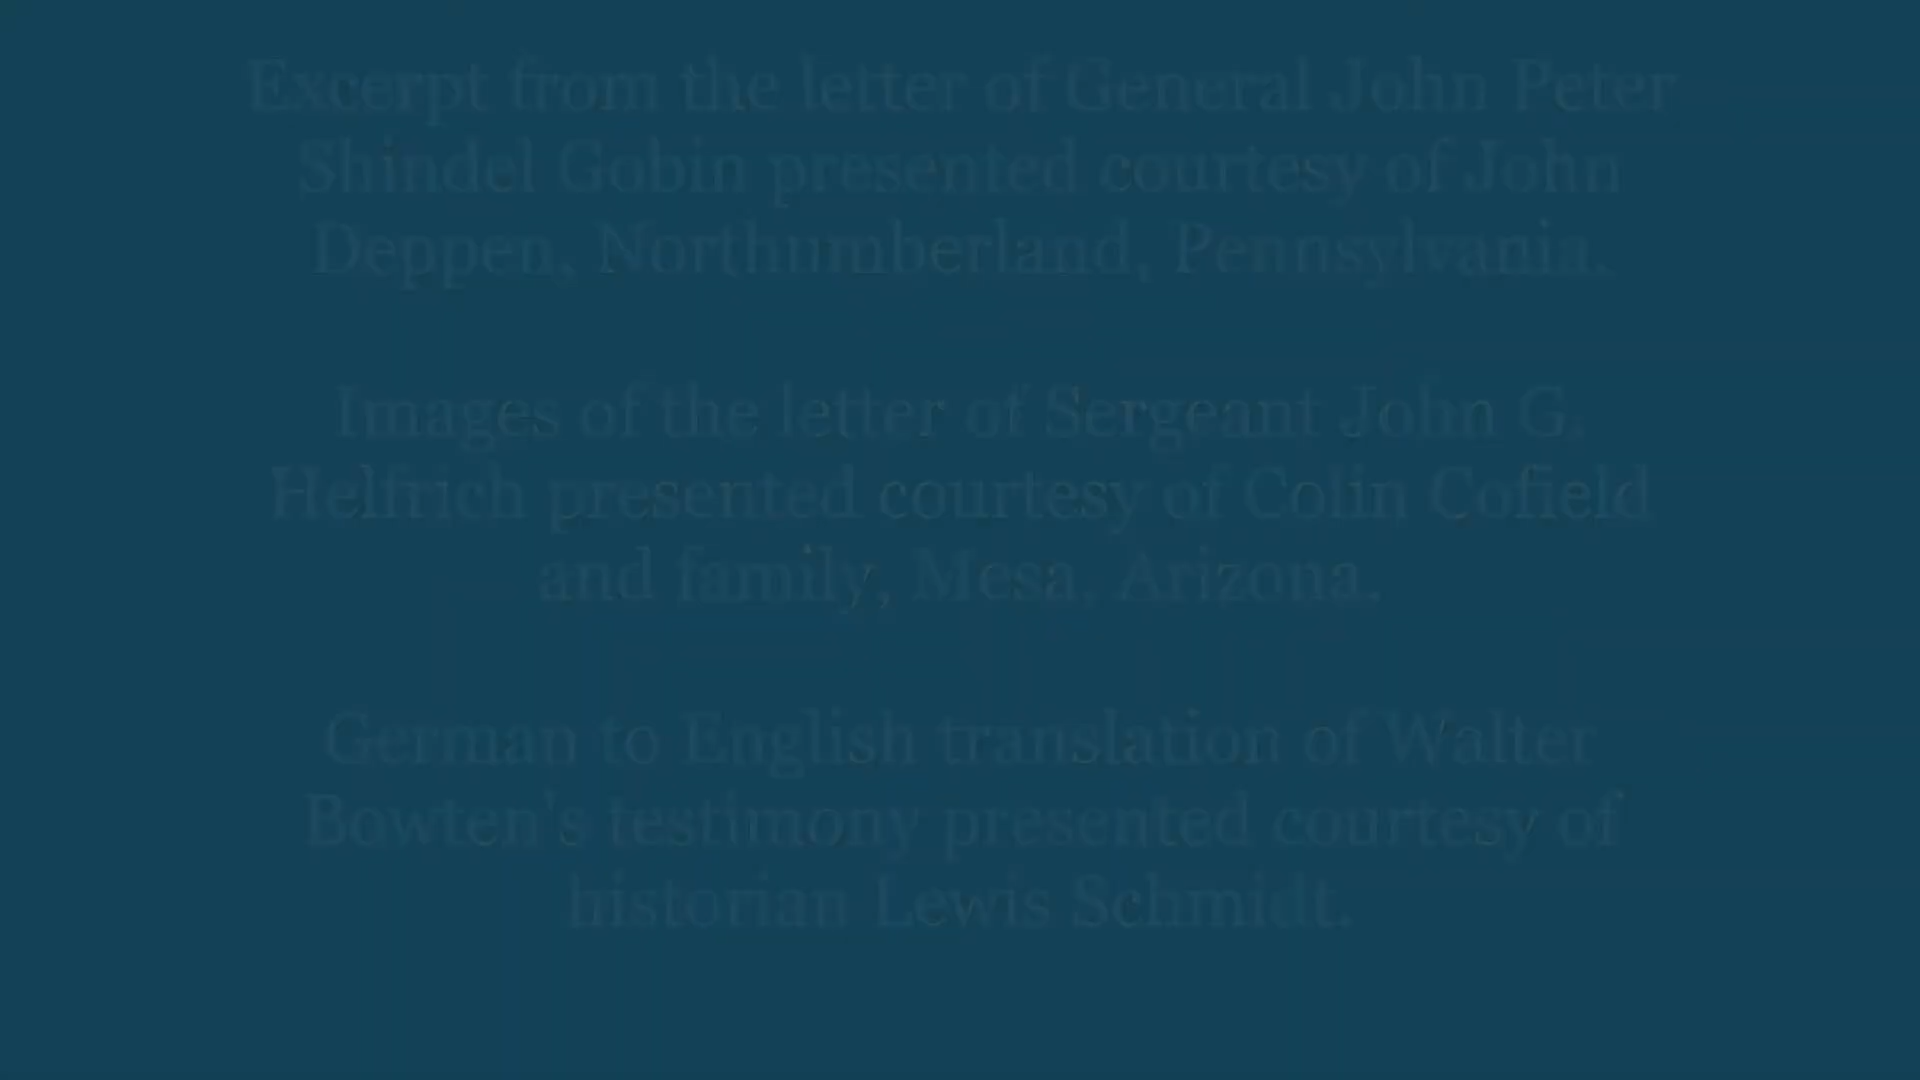 Excerpt from the letter of General John Peter
Shindel Gobin presented courtesy of John
Deppen, Northumberland, Pennsylvania.
Images of the letter of Sergeant John G.
Helfrich presented courtesy of Colin Cofield
and family, Mesa, Arizona.
German to English translation of Walter
Bowten's testimony presented courtesy of
historian Lewis Schmidt.